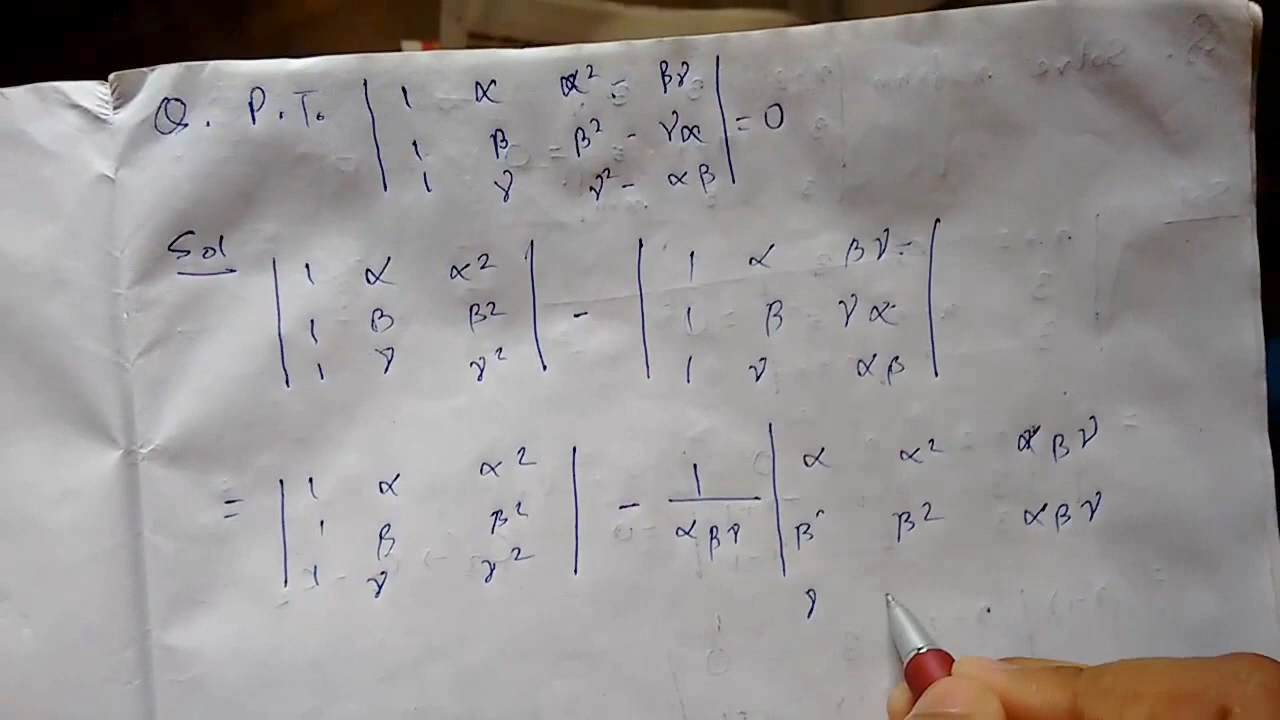 Q. P.T. | 1 α α² - βγ | = 0
| 1 β β² - γα |
| 1 γ γ² - αβ |
Sol | 1 α α² | - | 1 α βγ |
| 1 β β² | | 1 β γα |
| 1 γ γ² | | 1 γ αβ |
= | 1 α α² | - 1/αβγ | α α² αβγ
| 1 β β² | | β β² αβγ
| 1 γ γ² | γ